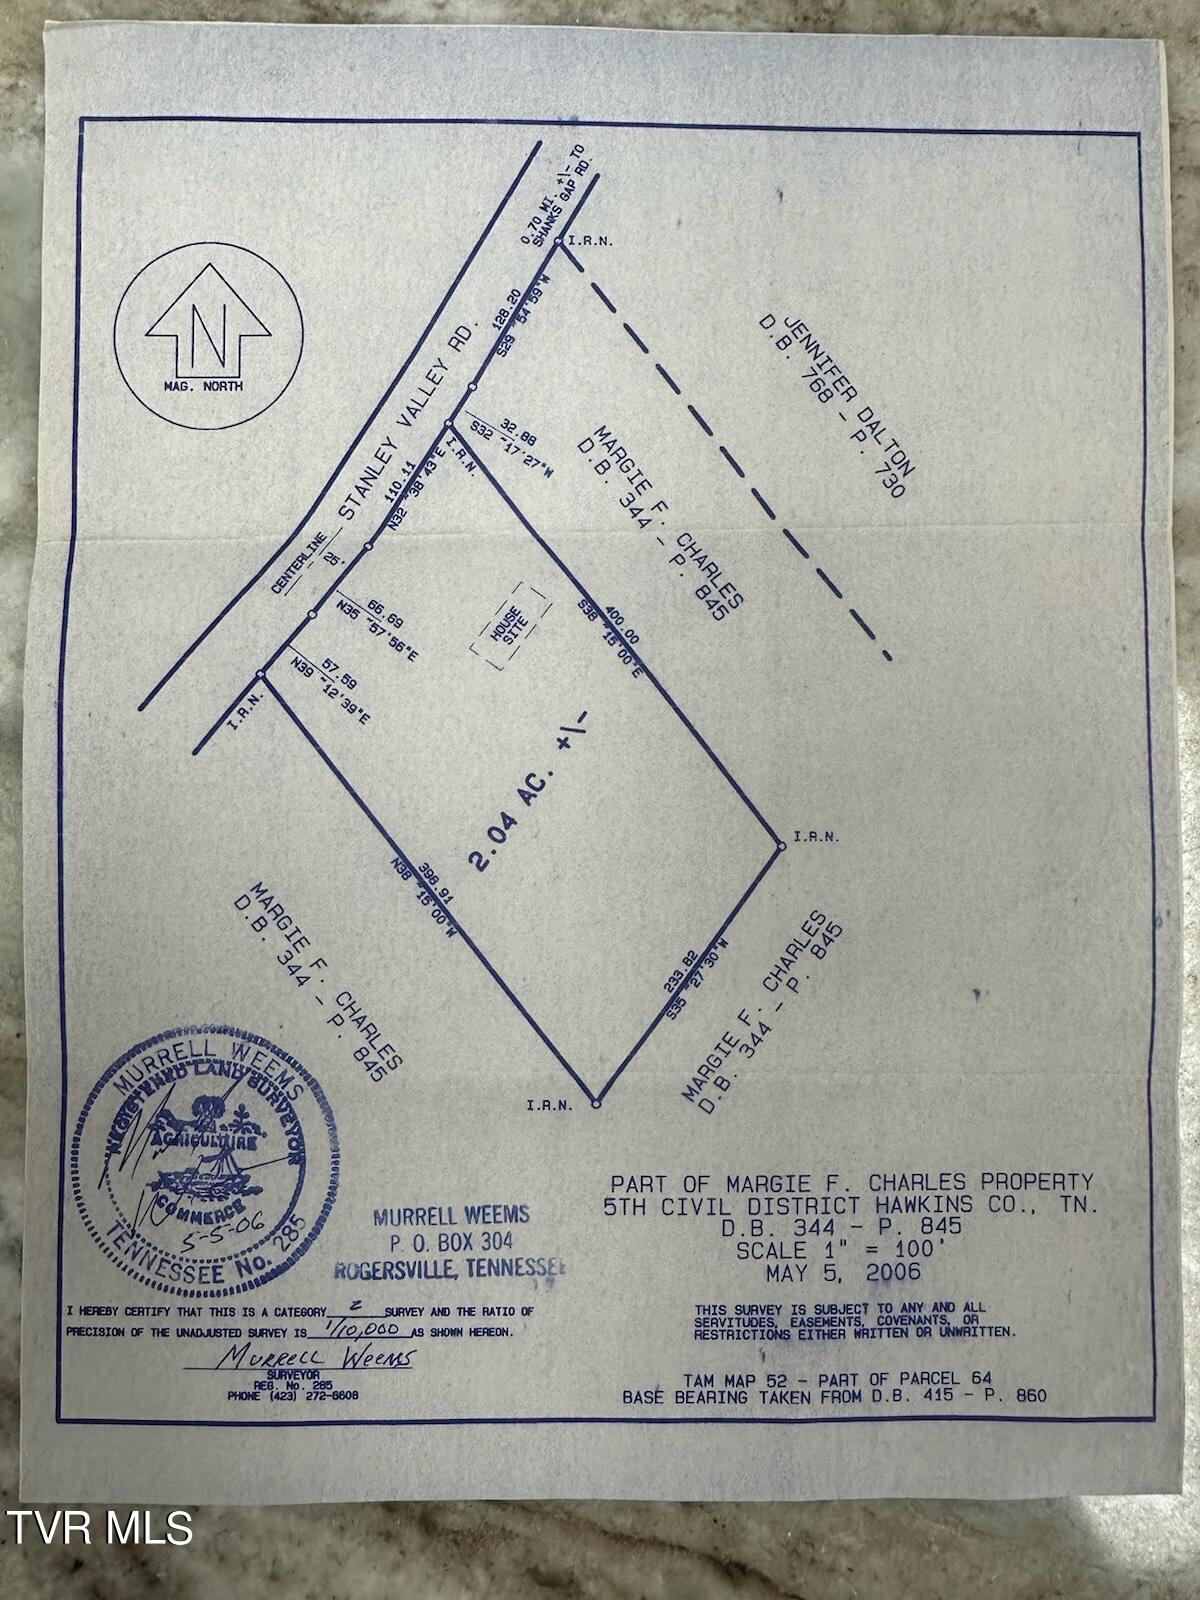 0.70 MI. +\- TO
SHANKS GAP RD.
I.R.N.
128.20
S29 °54'59"W
STANLEY VALLEY RD.
CENTERLINE
25'
N
MAG. NORTH
JENNIFER DALTON
D.B. 768 - P. 730
32.88
S32 °17'27"W
I.R.N.
110.11
N32 °38'43"E
MARGIE F. CHARLES
D.B. 344 - P. 845
66.69
N35 °57'56"E
HOUSE
SITE
400.00
S38 °15'00"E
57.59
N39 °12'39"E
I.R.N.
2.04 AC. +\-
I.R.N.
398.91
N38 °15'00"W
233.82
S35 °27'30"W
MARGIE F. CHARLES
D.B. 344 - P. 845
MARGIE F. CHARLES
D.B. 344 - P. 845
I.R.N.
MURRELL WEEMS
REGISTERED LAND SURVEYOR
AGRICULTURE
COMMERCE
5-5-06
TENNESSEE No. 285
MURRELL WEEMS
P. O. BOX 304
ROGERSVILLE, TENNESSEE
PART OF MARGIE F. CHARLES PROPERTY
5TH CIVIL DISTRICT HAWKINS CO., TN.
D.B. 344 - P. 845
SCALE 1" = 100'
MAY 5, 2006
I HEREBY CERTIFY THAT THIS IS A CATEGORY 2 SURVEY AND THE RATIO OF
PRECISION OF THE UNADJUSTED SURVEY IS 1/10,000 AS SHOWN HEREON.
Murrell Weems
SURVEYOR
REG. No. 285
PHONE (423) 272-6608
THIS SURVEY IS SUBJECT TO ANY AND ALL
SERVITUDES, EASEMENTS, COVENANTS, OR
RESTRICTIONS EITHER WRITTEN OR UNWRITTEN.
TAM MAP 52 - PART OF PARCEL 64
BASE BEARING TAKEN FROM D.B. 415 - P. 860
TVR MLS